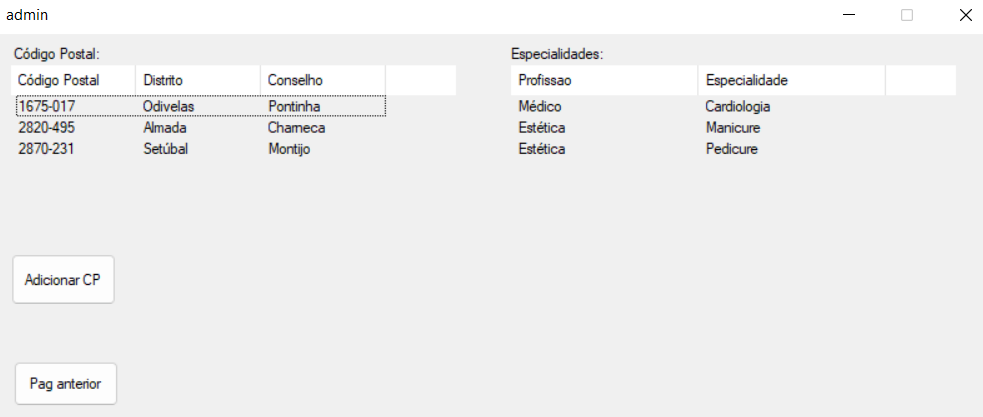 admin
Código Postal:
Código Postal Distrito Conselho
1675-017 Odivelas Pontinha
2820-495 Almada Charneca
2870-231 Setúbal Montijo
Especialidades:
Profissao Especialidade
Médico Cardiologia
Estética Manicure
Estética Pedicure
Adicionar CP
Pag anterior